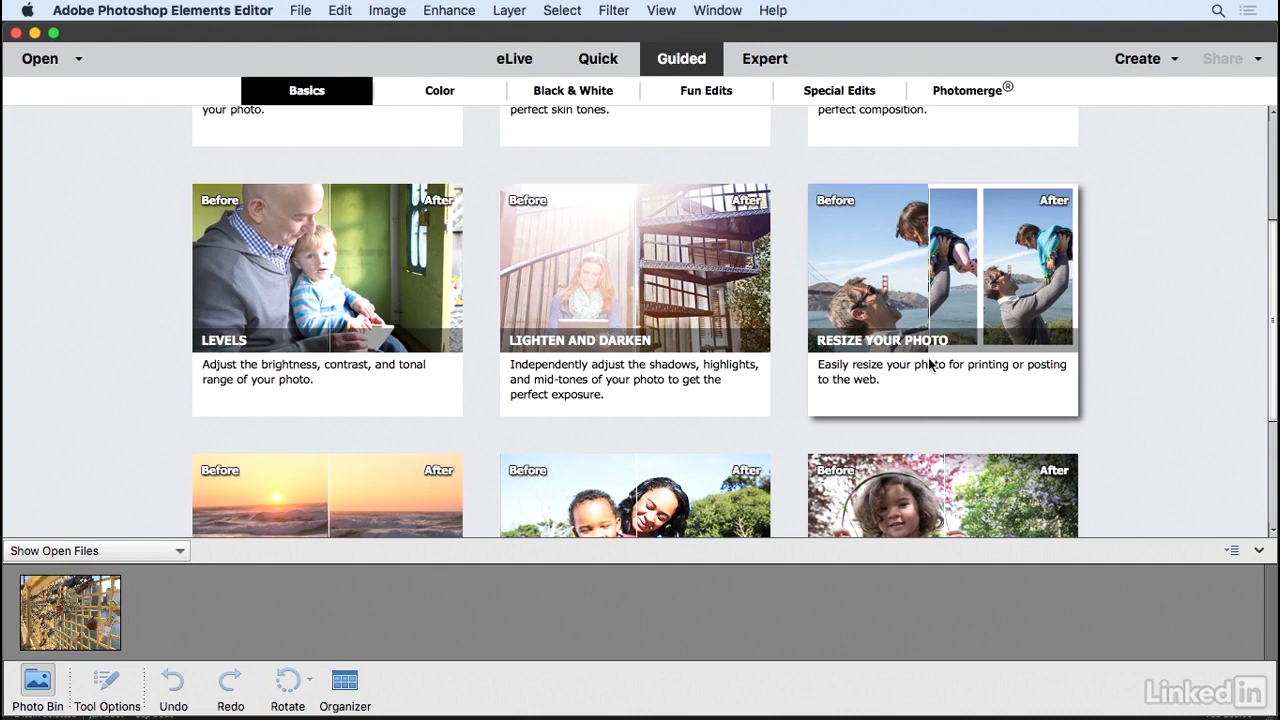 Adobe Photoshop Elements Editor File Edit Image Enhance Layer Select Filter View Window Help
Open eLive Quick Guided Expert Create Share
Basics Color Black & White Fun Edits Special Edits Photomerge®
your photo. perfect skin tones. perfect composition.
Before After Before After Before After
LEVELS LIGHTEN AND DARKEN RESIZE YOUR PHOTO
Adjust the brightness, contrast, and tonal Independently adjust the shadows, highlights, Easily resize your photo for printing or posting
range of your photo. and mid-tones of your photo to get the to the web.
perfect exposure.
Before After Before After Before After
Show Open Files
Photo Bin Tool Options Undo Redo Rotate Organizer
LinkedIn